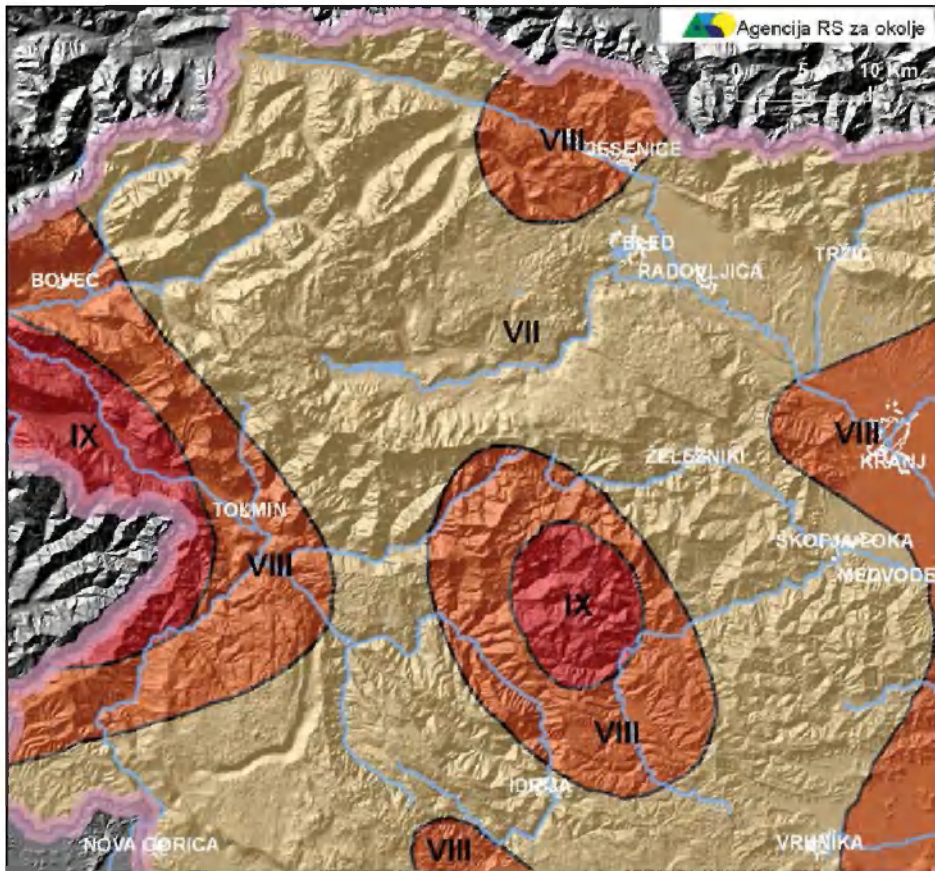 Agencija RS za okolje
0 5 10 Km
VIII
JESENICE
BLED
BOVEC
RADOVLJICA
TRŽIČ
VII
IX
VIII
KRANJ
ŽELEZNIKI
TOLMIN
ŠKOFJA LOKA
VIII
MEDVODE
IX
VIII
IDRIJA
NOVA GORICA
VIII
VRHNIKA